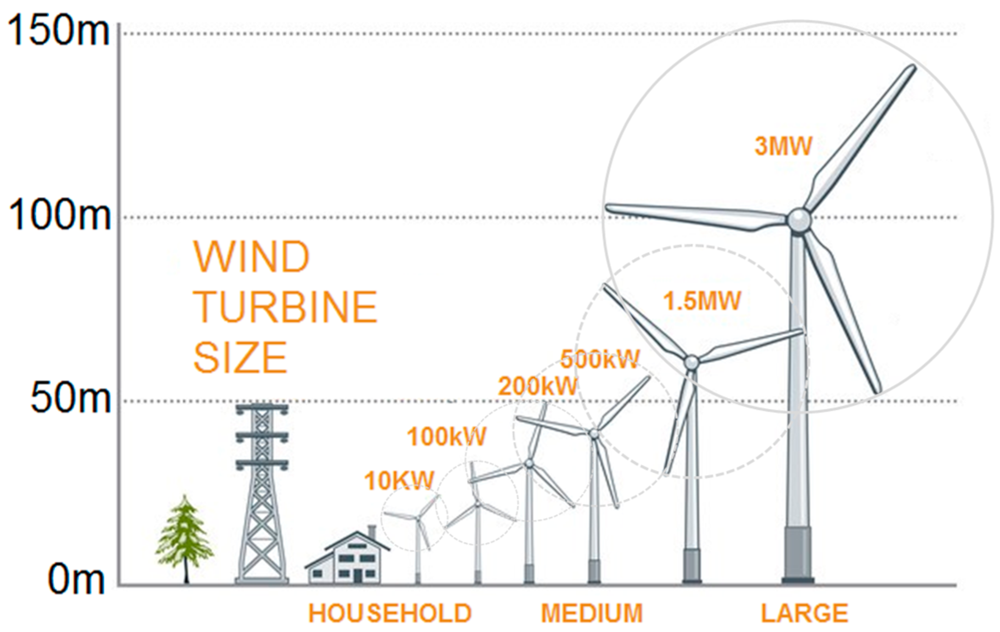 150m
100m
50m
0m
WIND
TURBINE
SIZE
10KW
100kW
200kW
500kW
1.5MW
3MW
HOUSEHOLD
MEDIUM
LARGE